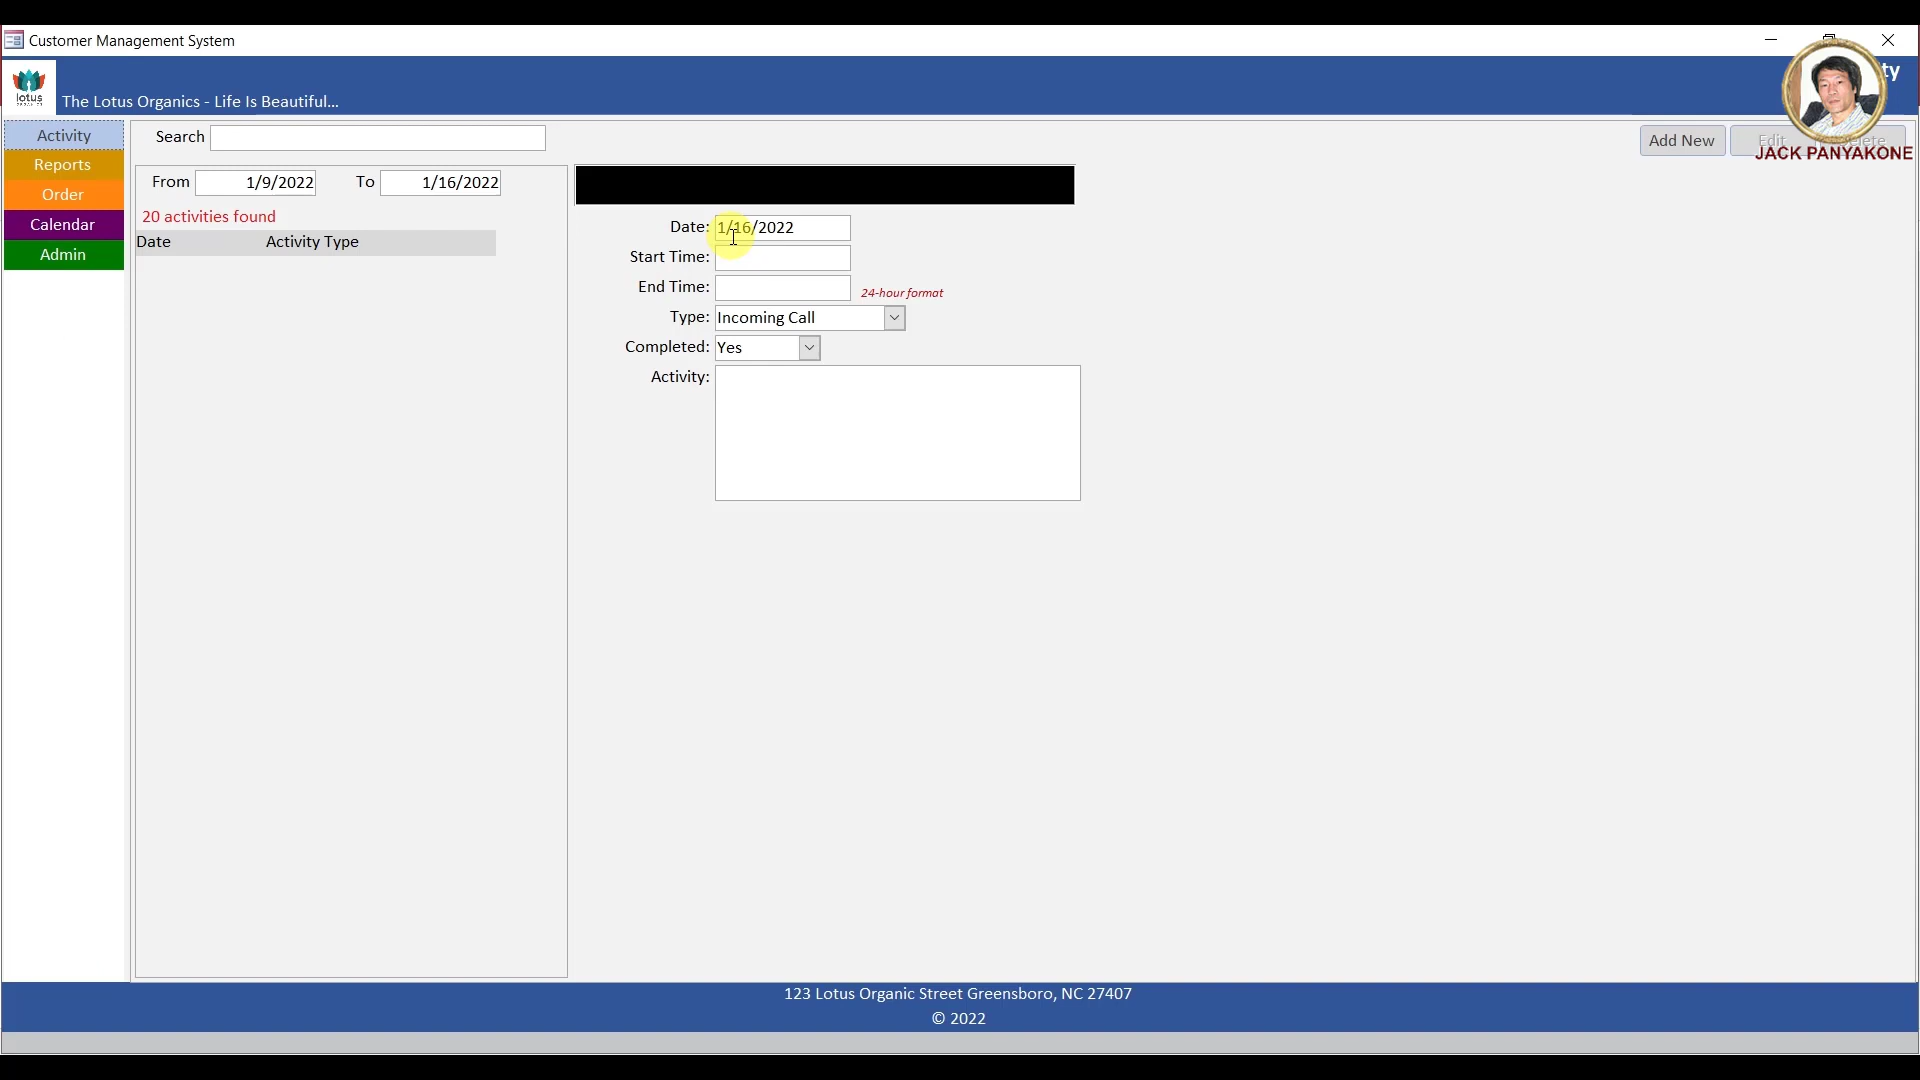 Customer Management System
lotus
The Lotus Organics - Life Is Beautiful...
ty
Activity
Reports
Order
Calendar
Admin
Search
Add New
Edit
JACK PANYAKONE
From 1/9/2022 To 1/16/2022
20 activities found
Date Activity Type
Date: 1/16/2022
Start Time:
End Time: 24-hour format
Type: Incoming Call
Completed: Yes
Activity:
123 Lotus Organic Street Greensboro, NC 27407
© 2022